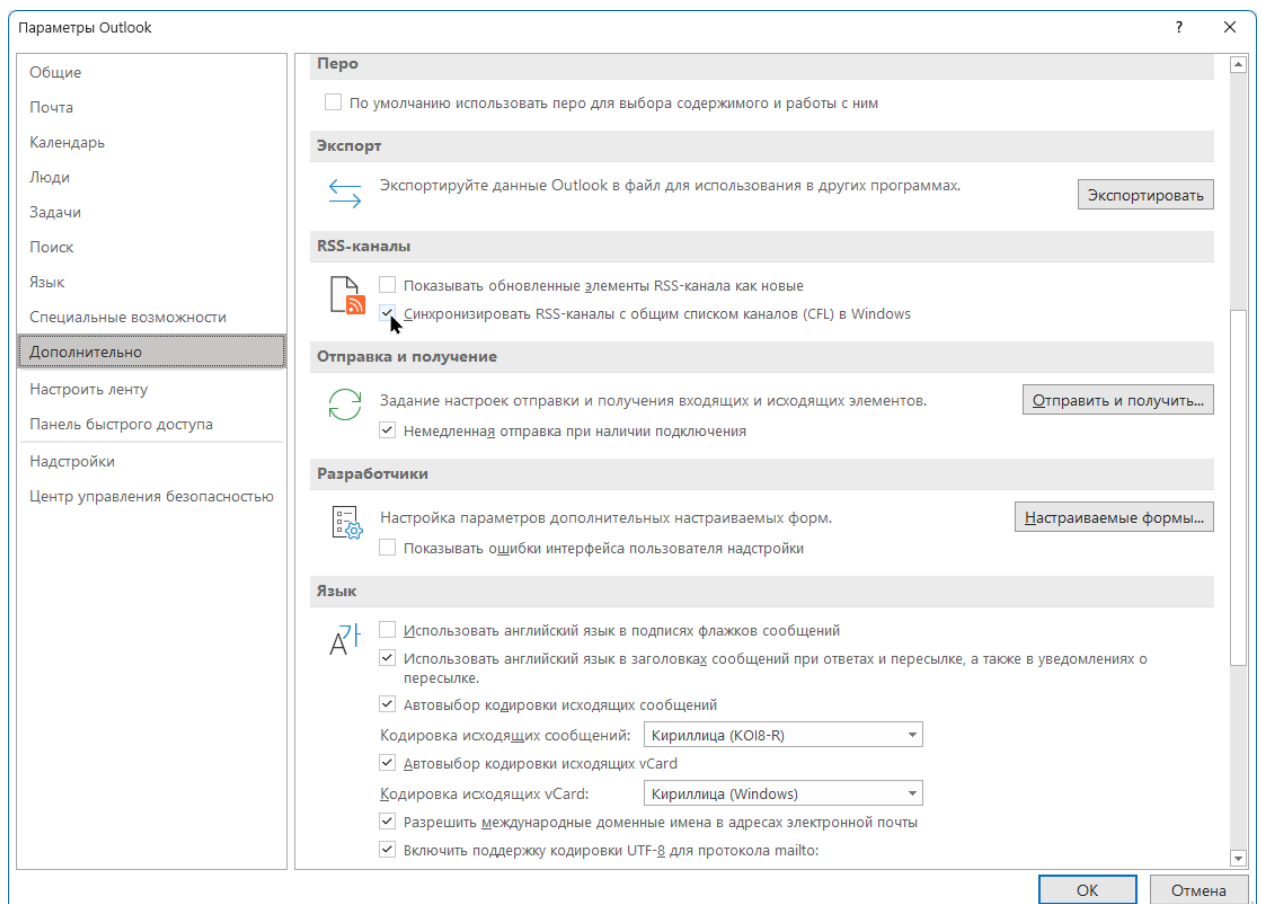 Параметры Outlook
?
Общие
Почта
Календарь
Люди
Задачи
Поиск
Язык
Специальные возможности
Дополнительно
Настроить ленту
Панель быстрого доступа
Надстройки
Центр управления безопасностью
Перо
По умолчанию использовать перо для выбора содержимого и работы с ним
Экспорт
Экспортируйте данные Outlook в файл для использования в других программах.
Экспортировать
RSS-каналы
Показывать обновленные элементы RSS-канала как новые
Синхронизировать RSS-каналы с общим списком каналов (CFL) в Windows
Отправка и получение
Задание настроек отправки и получения входящих и исходящих элементов.
Отправить и получить...
Немедленная отправка при наличии подключения
Разработчики
Настройка параметров дополнительных настраиваемых форм.
Настраиваемые формы...
Показывать ошибки интерфейса пользователя надстройки
Язык
Использовать английский язык в подписях флажков сообщений
Использовать английский язык в заголовках сообщений при ответах и пересылке, а также в уведомлениях о
пересылке.
Автовыбор кодировки исходящих сообщений
Кодировка исходящих сообщений:
Кириллица (KOI8-R)
Автовыбор кодировки исходящих vCard
Кодировка исходящих vCard:
Кириллица (Windows)
Разрешить международные доменные имена в адресах электронной почты
Включить поддержку кодировки UTF-8 для протокола mailto:
ОК
Отмена